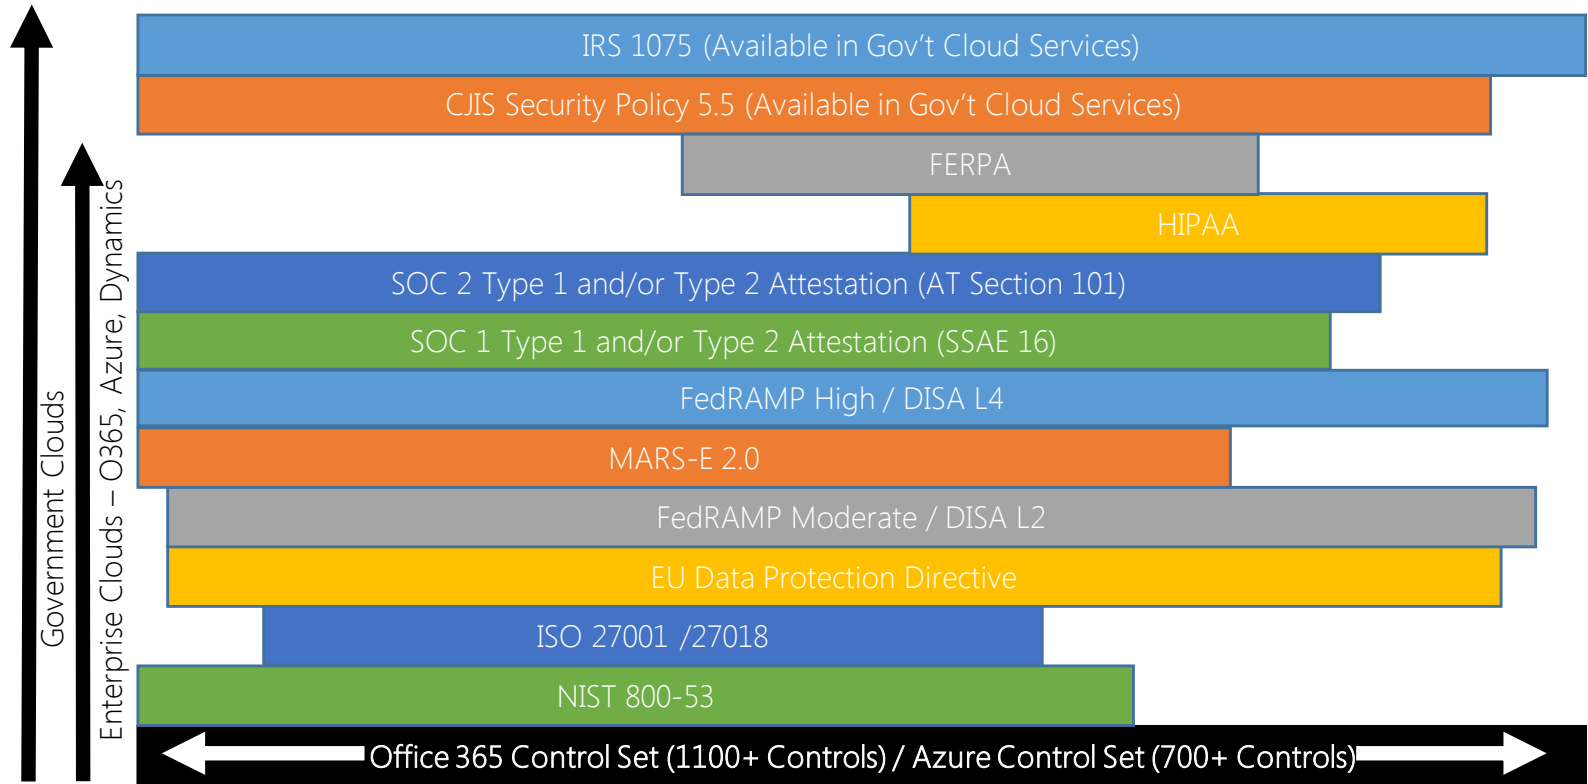 IRS 1075 (Available in Gov't Cloud Services)
CJIS Security Policy 5.5 (Available in Gov't Cloud Services)
FERPA
HIPAA
SOC 2 Type 1 and/or Type 2 Attestation (AT Section 101)
SOC 1 Type 1 and/or Type 2 Attestation (SSAE 16)
FedRAMP High / DISA L4
MARS-E 2.0
FedRAMP Moderate / DISA L2
EU Data Protection Directive
ISO 27001 /27018
NIST 800-53
Office 365 Control Set (1100+ Controls) / Azure Control Set (700+ Controls)
Government Clouds
Enterprise Clouds – O365, Azure, Dynamics